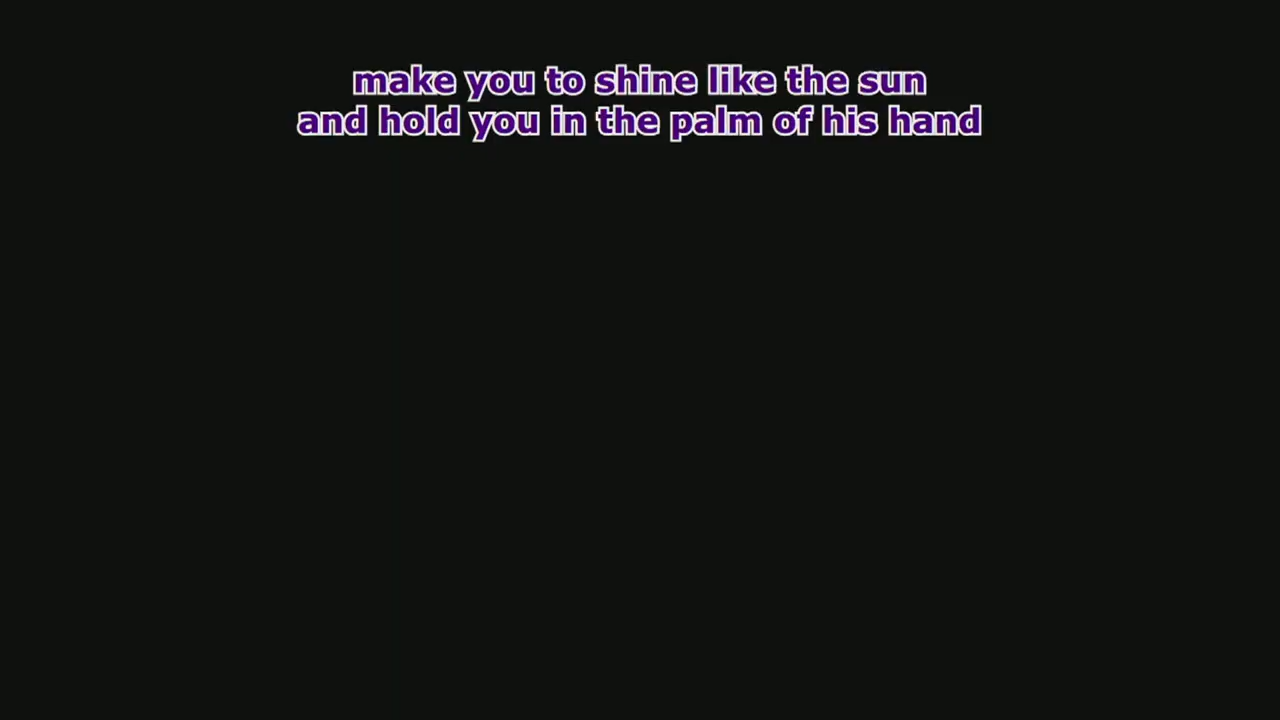 make you to shine like the sun
and hold you in the palm of his hand